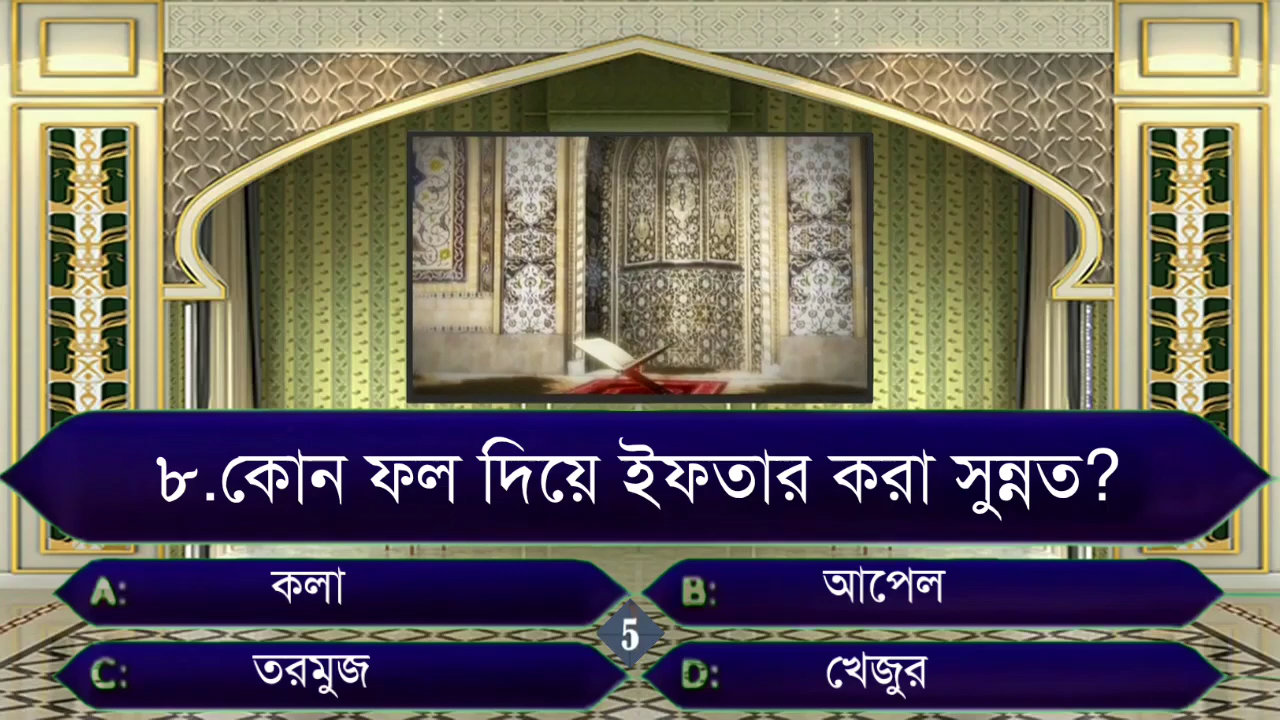 ৮.কোন ফল দিয়ে ইফতার করা সুন্নত?
A: কলা
B: আপেল
5
C: তরমুজ
D: খেজুর